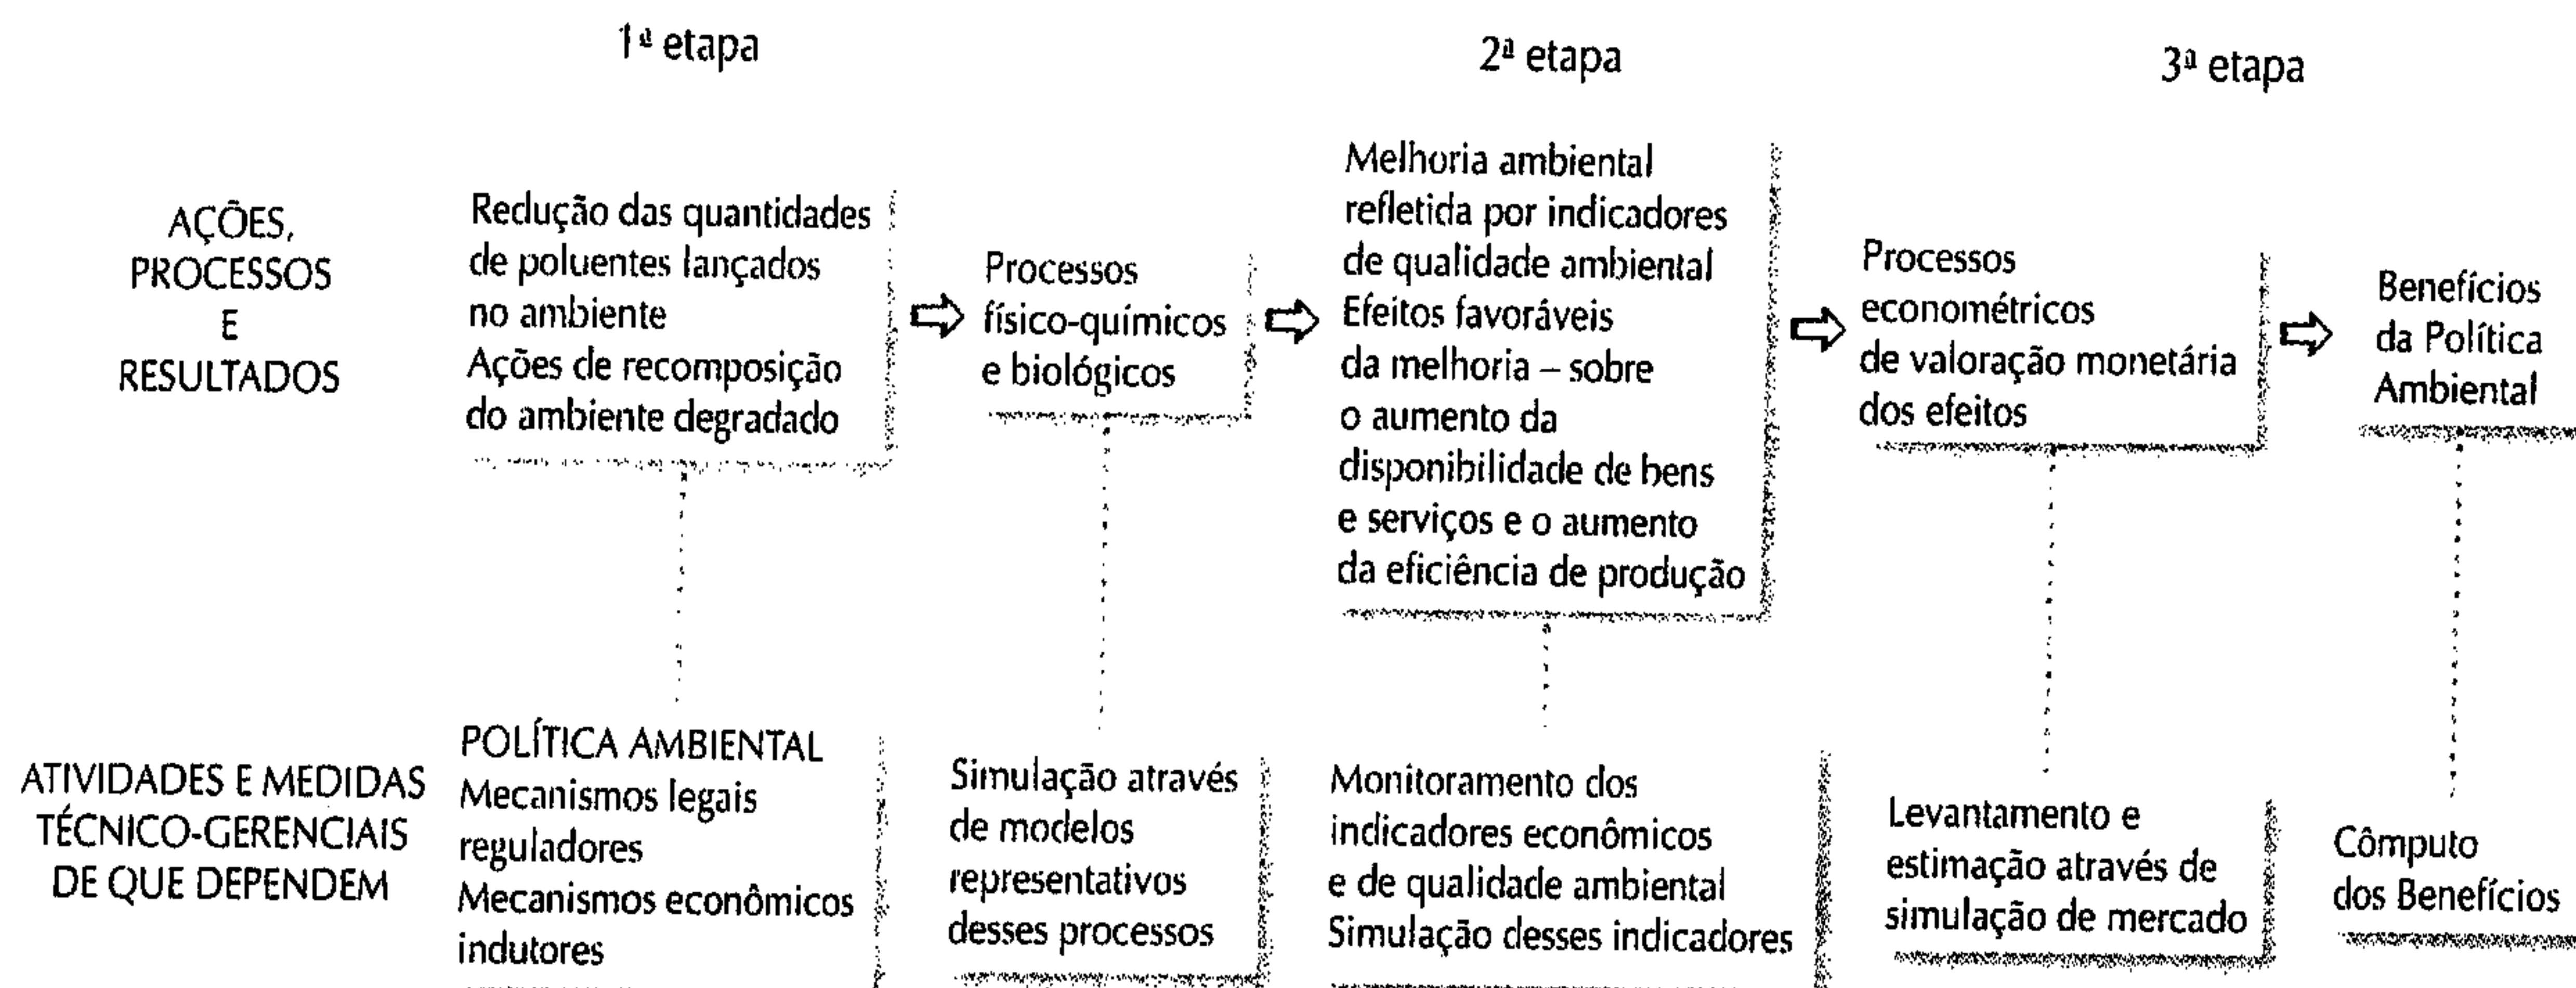 1ª etapa
2ª etapa
3ª etapa
AÇÕES,
PROCESSOS
E
RESULTADOS
Redução das quantidades
de poluentes lançados
no ambiente
Ações de recomposição
do ambiente degradado
Processos
físico-químicos
e biológicos
Melhoria ambiental
refletida por indicadores
de qualidade ambiental
Efeitos favoráveis
da melhoria – sobre
o aumento da
disponibilidade de bens
e serviços e o aumento
da eficiência de produção
Processos
econométricos
de valoração monetária
dos efeitos
Benefícios
da Política
Ambiental
ATIVIDADES E MEDIDAS
TÉCNICO-GERENCIAIS
DE QUE DEPENDEM
POLÍTICA AMBIENTAL
Mecanismos legais
reguladores
Mecanismos econômicos
indutores
Simulação através
de modelos
representativos
desses processos
Monitoramento dos
indicadores econômicos
e de qualidade ambiental
Simulação desses indicadores
Levantamento e
estimação através de
simulação de mercado
Cômputo
dos Benefícios